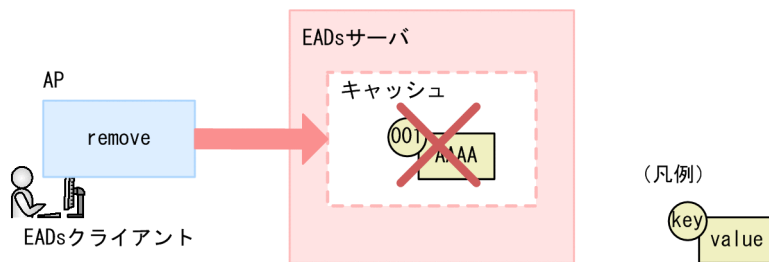 EADsサーバ
AP
キャッシュ
remove
001
AAAA
EADsクライアント
(凡例)
key
value